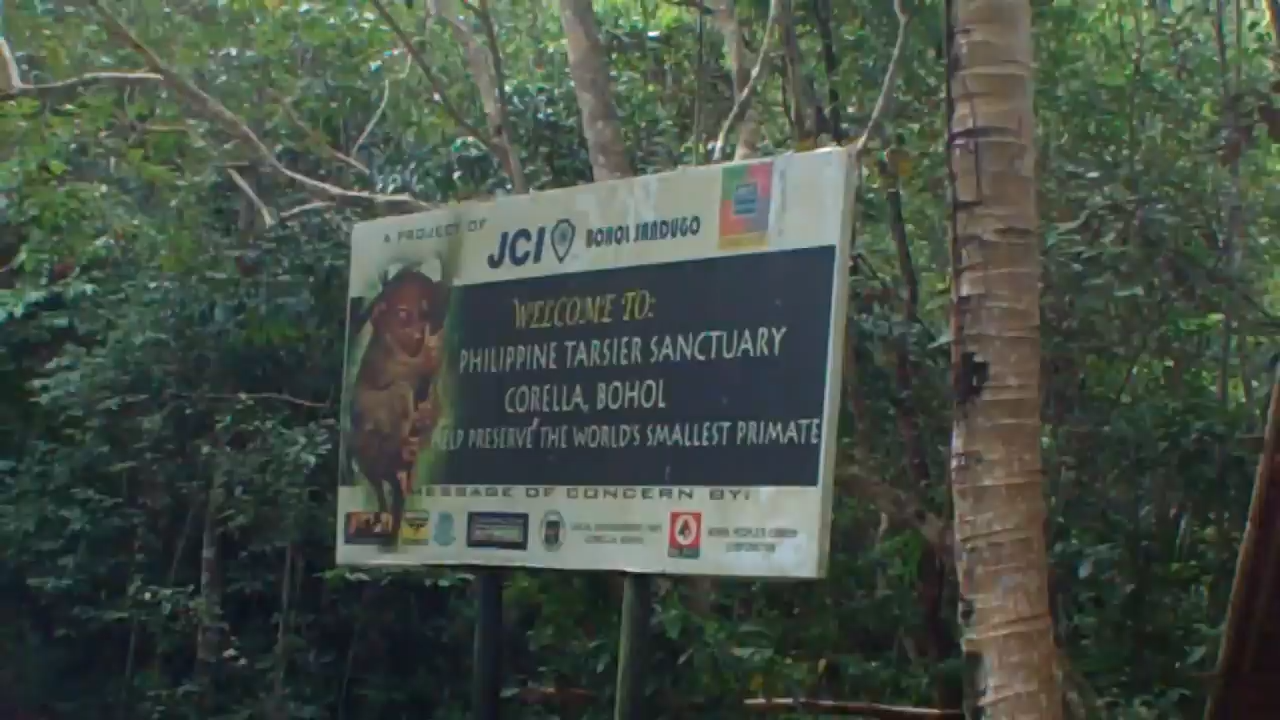 A PROJECT OF JCI BOHOL SANDUGO
WELCOME TO:
PHILIPPINE TARSIER SANCTUARY
CORELLA, BOHOL
HELP PRESERVE THE WORLD'S SMALLEST PRIMATE
MESSAGE OF CONCERN BY: